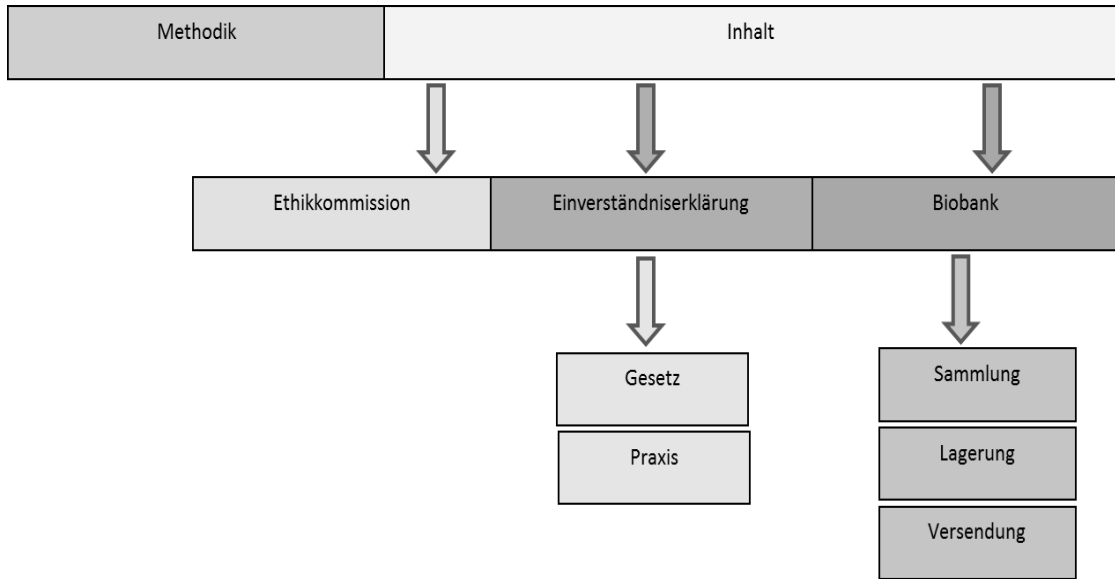 Methodik
Inhalt
Ethikkommission
Einverständniserklärung
Biobank
Gesetz
Praxis
Sammlung
Lagerung
Versendung